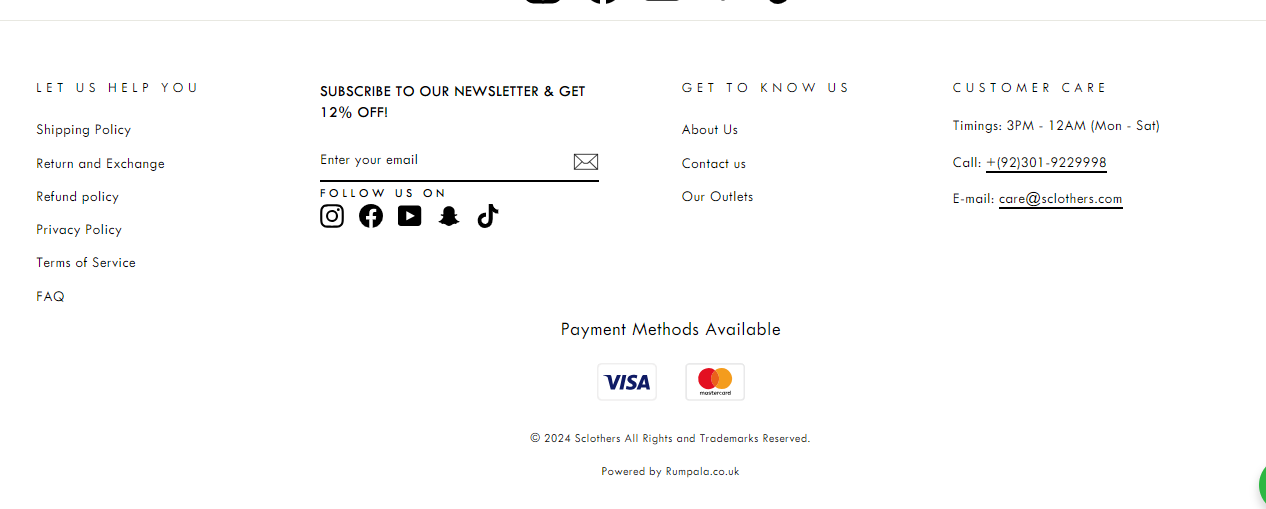 LET US HELP YOU
Shipping Policy
Return and Exchange
Refund policy
Privacy Policy
Terms of Service
FAQ
SUBSCRIBE TO OUR NEWSLETTER & GET
12% OFF!
Enter your email
FOLLOW US ON
GET TO KNOW US
About Us
Contact us
Our Outlets
CUSTOMER CARE
Timings: 3PM - 12AM (Mon - Sat)
Call: +(92)301-9229998
E-mail: care@sclothers.com
Payment Methods Available
VISA
mastercard
© 2024 Sclothers All Rights and Trademarks Reserved.
Powered by Rumpala.co.uk